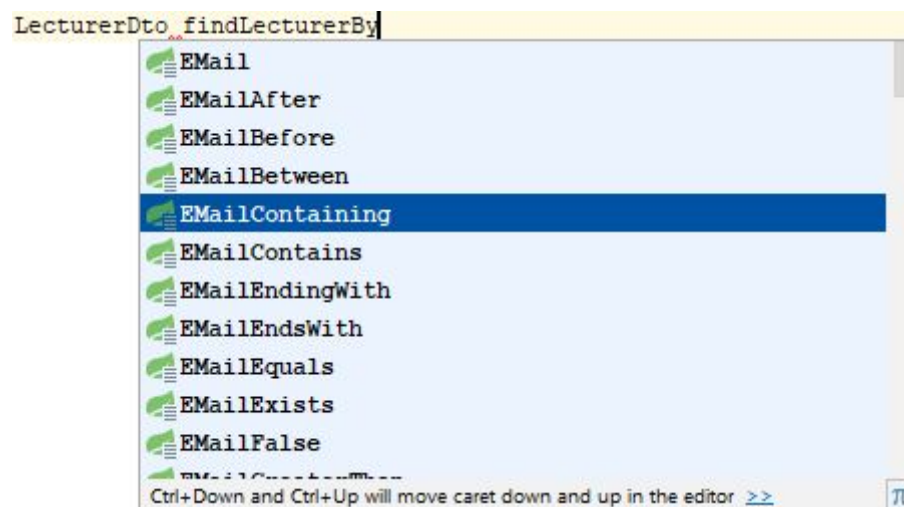 LecturerDto findLecturerBy
EMail
EMailAfter
EMailBefore
EMailBetween
EMailContaining
EMailContains
EMailEndingWith
EMailEndsWith
EMailEquals
EMailExists
EMailFalse
EMailGreaterThan
Ctrl+Down and Ctrl+Up will move caret down and up in the editor >>
π